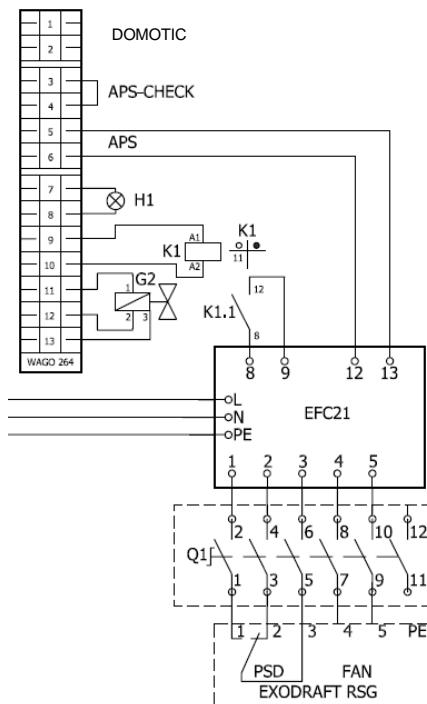 1
DOMOTIC
2
3
APS-CHECK
4
5
APS
6
7
H1
8
9
A1
K1
K1
11
10
A2
G2
11
1
12
K1.1
12
2 3
8
13
WAGO 264
8 9 12 13
L
EFC21
N
PE
1 2 3 4 5
2 4 6 8 10 12
Q1
1 3 5 7 9 11
1 2 3 4 5 PE
PSD FAN
EXODRAFT RSG